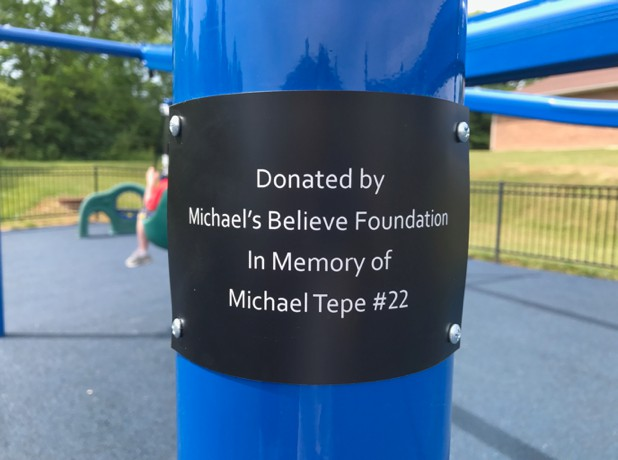 Donated by
Michael's Believe Foundation
In Memory of
Michael Tepe #22